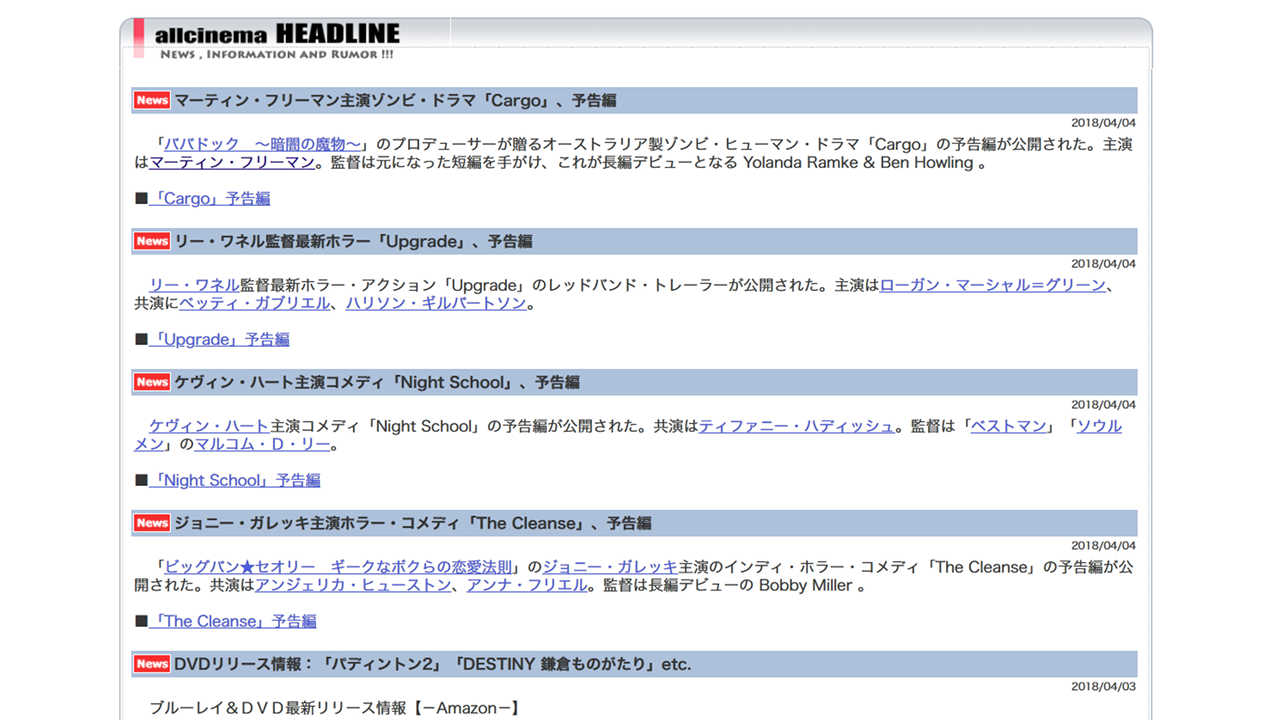 allcinema HEADLINE
News , Information and Rumor !!!
News マーティン・フリーマン主演ゾンビ・ドラマ「Cargo」、予告編
2018/04/04
「ババドック　～暗闇の魔物～」のプロデューサーが贈るオーストラリア製ゾンビ・ヒューマン・ドラマ「Cargo」の予告編が公開された。主演
はマーティン・フリーマン。監督は元になった短編を手がけ、これが長編デビューとなる Yolanda Ramke & Ben Howling 。
■「Cargo」予告編
News リー・ワネル監督最新ホラー「Upgrade」、予告編
2018/04/04
リー・ワネル監督最新ホラー・アクション「Upgrade」のレッドバンド・トレーラーが公開された。主演はローガン・マーシャル＝グリーン、
共演にベッティ・ガブリエル、ハリソン・ギルバートソン。
■「Upgrade」予告編
News ケヴィン・ハート主演コメディ「Night School」、予告編
2018/04/04
ケヴィン・ハート主演コメディ「Night School」の予告編が公開された。共演はティファニー・ハディッシュ。監督は「ベストマン」「ソウル
メン」のマルコム・Ｄ・リー。
■「Night School」予告編
News ジョニー・ガレッキ主演ホラー・コメディ「The Cleanse」、予告編
2018/04/04
「ビッグバン★セオリー　ギークなボクらの恋愛法則」のジョニー・ガレッキ主演のインディ・ホラー・コメディ「The Cleanse」の予告編が公
開された。共演はアンジェリカ・ヒューストン、アンナ・フリエル。監督は長編デビューの Bobby Miller 。
■「The Cleanse」予告編
News DVDリリース情報：「パディントン2」「DESTINY 鎌倉ものがたり」etc.
2018/04/03
ブルーレイ＆ＤＶＤ最新リリース情報【－Amazon－】